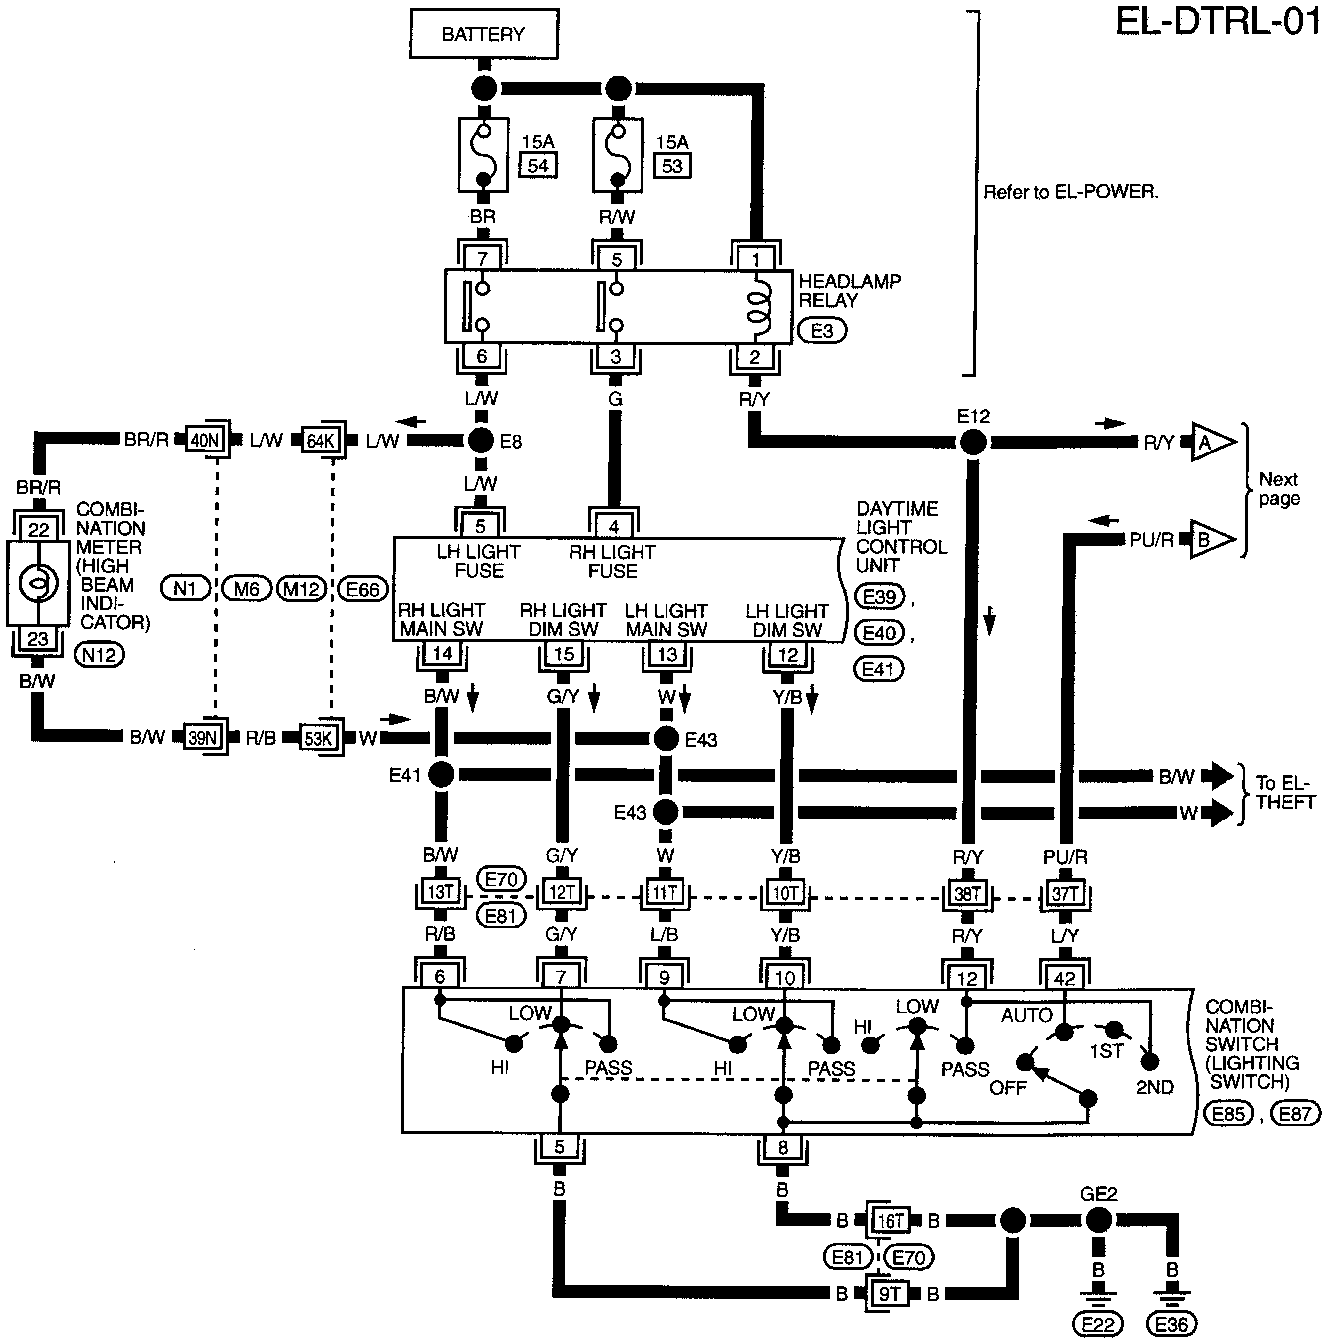 EL-DTRL-01
BATTERY
15A
54
15A
53
Refer to EL-POWER.
BR
R/W
7
5
1
HEADLAMP
RELAY
E3
6
3
2
L/W
G
R/Y
E12
BR/R
40N
L/W
64K
L/W
E8
R/Y
A
L/W
Next
page
BR/R
22
COMBI-
NATION
METER
(HIGH
BEAM
INDI-
CATOR)
5
4
DAYTIME
LIGHT
CONTROL
UNIT
PU/R
B
LH LIGHT
FUSE
RH LIGHT
FUSE
N1
M6
M12
E66
E39 ,
E40 ,
E41
RH LIGHT
MAIN SW
RH LIGHT
DIM SW
LH LIGHT
MAIN SW
LH LIGHT
DIM SW
23
N12
14
15
13
12
B/W
B/W
G/Y
W
Y/B
B/W
39N
R/B
53K
W
E43
E41
B/W
To EL-
THEFT
E43
W
B/W
G/Y
W
Y/B
R/Y
PU/R
13T
E70
12T
11T
10T
38T
37T
E81
R/B
G/Y
L/B
Y/B
R/Y
L/Y
6
7
9
10
12
42
COMBI-
NATION
SWITCH
(LIGHTING
SWITCH)
E85 , E87
LOW
LOW
LOW
AUTO
HI
PASS
HI
PASS
HI
PASS
OFF
1ST
2ND
5
8
B
B
GE2
B
16T
B
E81
E70
B
B
B
9T
B
E22
E36